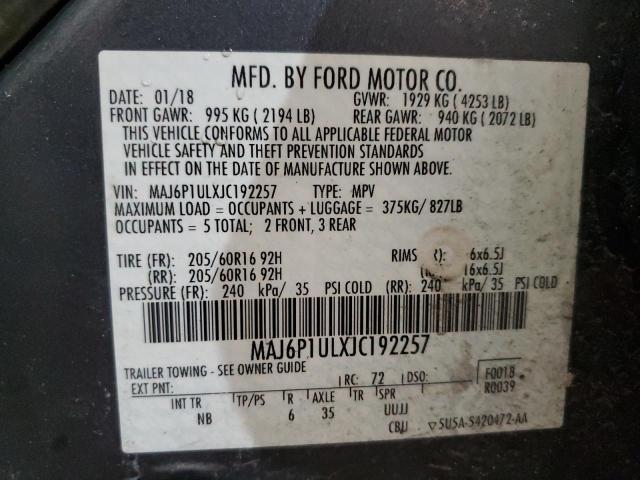 MFD. BY FORD MOTOR CO.
DATE: 01/18 GVWR: 1929 KG ( 4253 LB)
FRONT GAWR: 995 KG ( 2194 LB) REAR GAWR: 940 KG ( 2072 LB)
THIS VEHICLE CONFORMS TO ALL APPLICABLE FEDERAL MOTOR
VEHICLE SAFETY AND THEFT PREVENTION STANDARDS
IN EFFECT ON THE DATE OF MANUFACTURE SHOWN ABOVE.
VIN: MAJ6P1ULXJC192257 TYPE: MPV
MAXIMUM LOAD = OCCUPANTS + LUGGAGE = 375KG/ 827LB
OCCUPANTS = 5 TOTAL; 2 FRONT, 3 REAR
TIRE (FR): 205/60R16 92H RIMS 6x6.5J
(RR): 205/60R16 92H 16x6.5J
PRESSURE (FR): 240 kPa/ 35 PSI COLD (RR): 240 kPa/ 35 PSI COLD
MAJ6P1ULXJC192257
TRAILER TOWING - SEE OWNER GUIDE
EXT PNT: RC: 72 DSO: F0018
R0039
INT TR TP/PS R AXLE TR SPR
NB 6 35 UUJJ
CBU ▽5U5A-5420472-AA